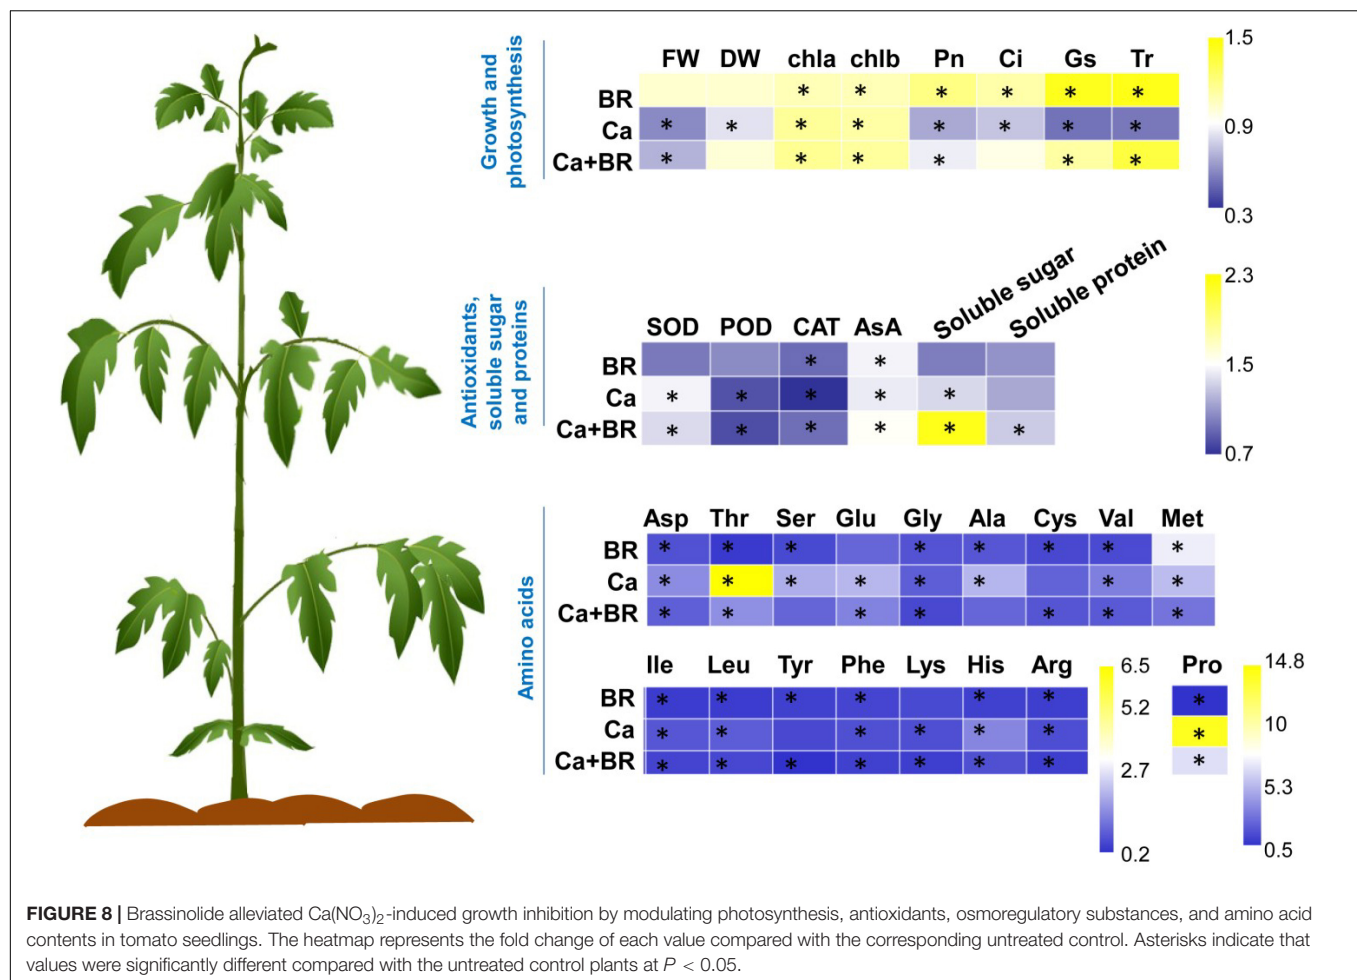 Growth and
photosynthesis
FW DW chla chlb Pn Ci Gs Tr
BR * * * * * *
Ca * * * * * * * *
Ca+BR * * * * * *
1.5
0.9
0.3
Antioxidants,
soluble sugar
and proteins
SOD POD CAT AsA Soluble sugar Soluble protein
BR * *
Ca * * * * *
Ca+BR * * * * * *
2.3
1.5
0.7
Amino acids
Asp Thr Ser Glu Gly Ala Cys Val Met
BR * * * * * * * *
Ca * * * * * * * *
Ca+BR * * * * * * *
Ile Leu Tyr Phe Lys His Arg
BR * * * * * *
Ca * * * * * *
Ca+BR * * * * * * *
6.5
5.2
2.7
0.2
Pro
*
*
*
14.8
10
5.3
0.5
FIGURE 8 | Brassinolide alleviated Ca(NO₃)₂-induced growth inhibition by modulating photosynthesis, antioxidants, osmoregulatory substances, and amino acid
contents in tomato seedlings. The heatmap represents the fold change of each value compared with the corresponding untreated control. Asterisks indicate that
values were significantly different compared with the untreated control plants at P < 0.05.